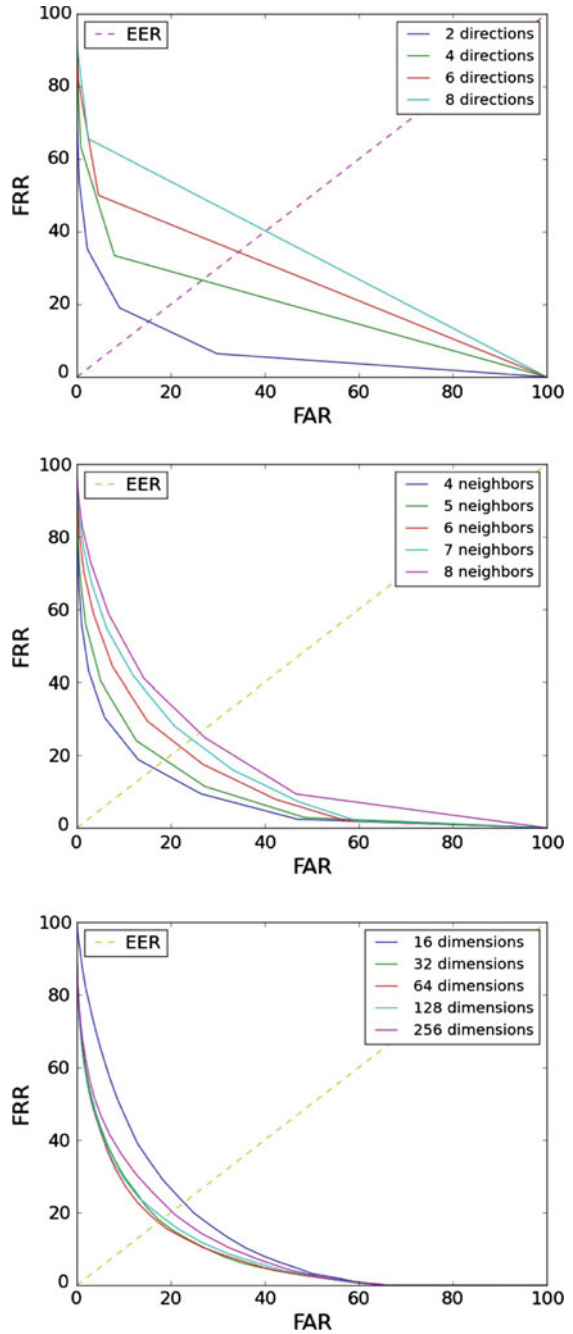 100
80
60
40
20
0
FRR
EER
2 directions
4 directions
6 directions
8 directions
0
20
40
60
80
100
FAR
100
80
60
40
20
0
FRR
EER
4 neighbors
5 neighbors
6 neighbors
7 neighbors
8 neighbors
0
20
40
60
80
100
FAR
100
80
60
40
20
0
FRR
EER
16 dimensions
32 dimensions
64 dimensions
128 dimensions
256 dimensions
0
20
40
60
80
100
FAR